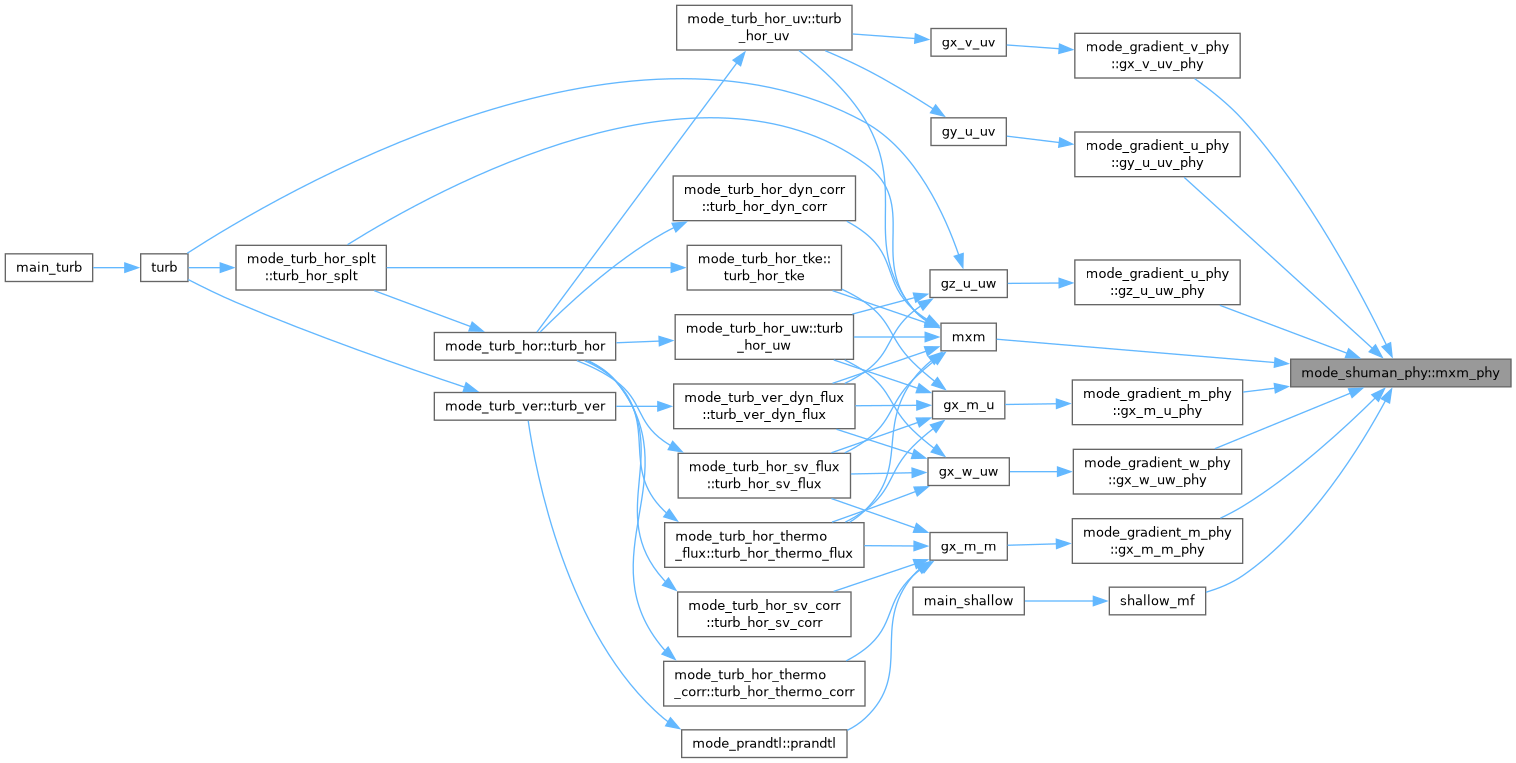 mode_turb_hor_uv::turb
_hor_uv
gx_v_uv
mode_gradient_v_phy
::gx_v_uv_phy
gy_u_uv
mode_gradient_u_phy
::gy_u_uv_phy
mode_turb_hor_dyn_corr
::turb_hor_dyn_corr
main_turb
turb
mode_turb_hor_splt
::turb_hor_splt
mode_turb_hor_tke::
turb_hor_tke
gz_u_uw
mode_gradient_u_phy
::gz_u_uw_phy
mode_turb_hor::turb_hor
mode_turb_hor_uw::turb
_hor_uw
mxm
mode_shuman_phy::mxm_phy
mode_turb_ver::turb_ver
mode_turb_ver_dyn_flux
::turb_ver_dyn_flux
gx_m_u
mode_gradient_m_phy
::gx_m_u_phy
mode_turb_hor_sv_flux
::turb_hor_sv_flux
gx_w_uw
mode_gradient_w_phy
::gx_w_uw_phy
mode_turb_hor_thermo
_flux::turb_hor_thermo_flux
gx_m_m
mode_gradient_m_phy
::gx_m_m_phy
mode_turb_hor_sv_corr
::turb_hor_sv_corr
main_shallow
shallow_mf
mode_turb_hor_thermo
_corr::turb_hor_thermo_corr
mode_prandtl::prandtl